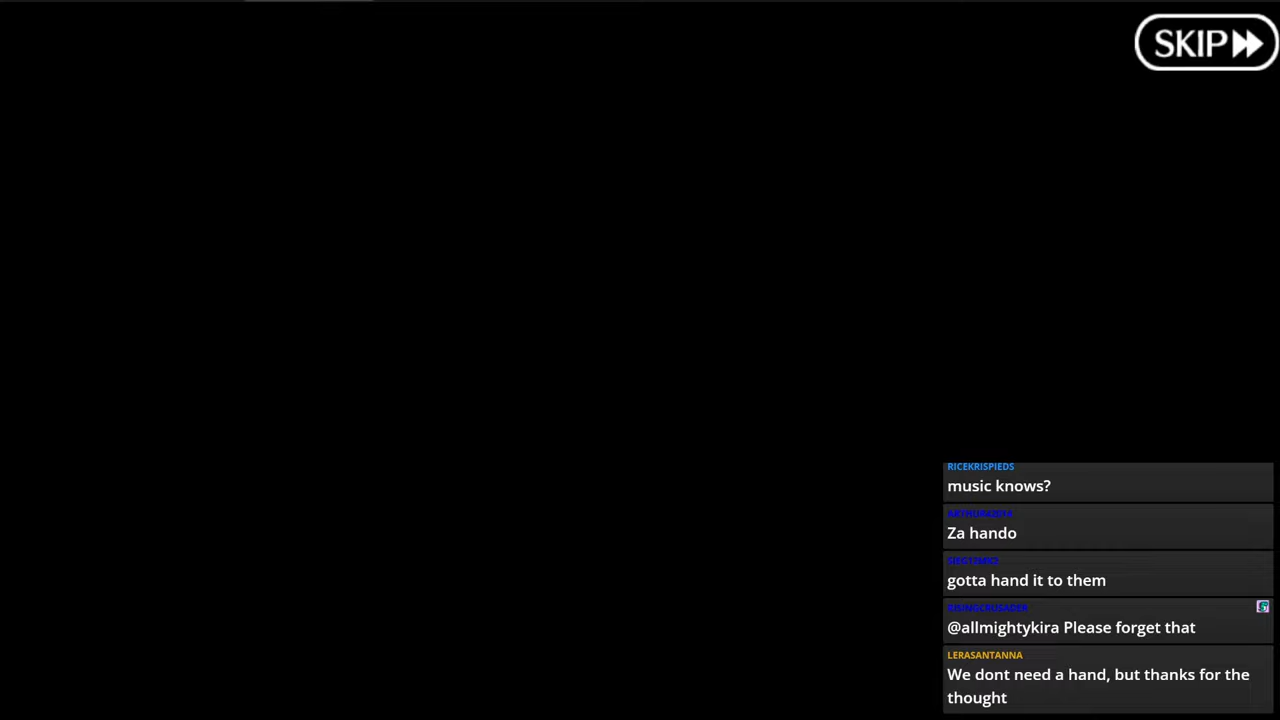 SKIP
RICEKRISPIEDS
music knows?
Za hando
gotta hand it to them
RISINGCRUSADER
@allmightykira Please forget that
LERASANTANNA
We dont need a hand, but thanks for the
thought